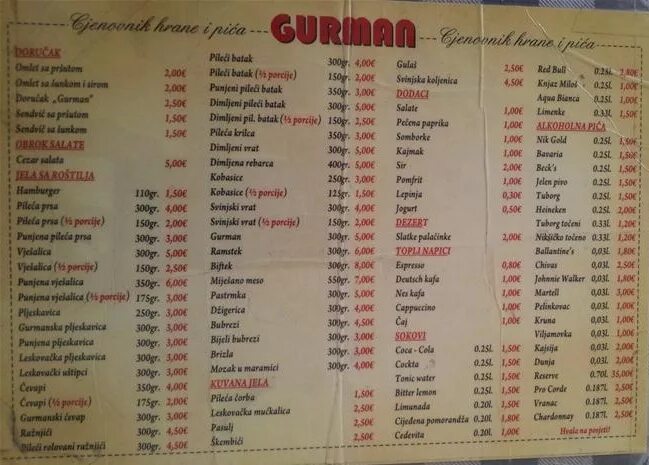 Cjenovnik hrane i pića
GURMAN
Cjenovnik hrane i pića
DORUČAK
Omlet sa pršutom 2,00€
Omlet sa šunkom i sirom 2,00€
Doručak „Gurman” 2,50€
Sendvič sa pršutom 1,50€
Sendvič sa šunkom 1,50€
OBROK SALATE
Cezar salata 5,00€
JELA SA ROŠTILJA
Hamburger 110gr. 1,50€
Pileća prsa 300gr. 4,00€
Pileća prsa (½ porcije) 150gr. 2,00€
Punjena pileća prsa 300gr. 5,00€
Vješalica 300gr. 5,00€
Vješalica (½ porcije) 150gr. 2,50€
Punjena vješalica 350gr. 6,00€
Punjena vješalica (½ porcije) 175gr. 3,00€
Pljeskavica 250gr. 3,00€
Gurmanska pljeskavica 300gr. 3,00€
Punjena pljeskavica 300gr. 3,00€
Leskovačka pljeskavica 300gr. 3,00€
Leskovački uštipci 300gr. 3,00€
Ćevapi 350gr. 4,00€
Ćevapi (½ porcije) 175gr. 2,00€
Gurmanski ćevap 300gr. 4,00€
Ražnjići 300gr. 4,50€
Pileći rolovani ražnjići 300gr. 4,50€
Pileći batak 300gr. 4,00€
Pileći batak (½ porcije) 150gr. 2,00€
Punjeni pileći batak 350gr. 5,00€
Dimljeni pileći batak 300gr. 5,00€
Dimljeni pil. batak (½ porcije) 150gr. 2,50€
Pileća krilca 350gr. 3,00€
Dimljeni vrat 300gr. 5,00€
Dimljena rebarca 400gr. 5,00€
Kobasice 250gr. 3,00€
Kobasice (½ porcije) 125gr. 1,50€
Svinjski vrat 300gr. 4,00€
Svinjski vrat (½ porcije) 150gr. 2,00€
Gurman 300gr. 5,00€
Ramstek 300gr. 6,00€
Biftek 300gr. 8,00€
Miješano meso 550gr. 7,00€
Pastrmka 300gr. 5,00€
Džigerica 300gr. 4,00€
Bubrezi 300gr. 4,00€
Bijeli bubrezi 300gr. 4,00€
Brizla 300gr. 4,00€
Mozak u maramici 300gr. 4,00€
KUVANA JELA
Pileća čorba 1,50€
Leskovačka mućkalica 2,50€
Pasulj 2,50€
Škembići 2,50€
Gulaš 2,50€
Svinjska koljenica 4,50€
DODACI
Salate 1,00€
Pečena paprika 1,00€
Somborke 1,00€
Kajmak 1,00€
Sir 1,00€
Pomfrit 1,00€
Lepinja 0,30€
Jogurt 0,50€
DEZERT
Slatke palačinke 2,00€
TOPLI NAPICI
Espresso 0,80€
Deutsch kafa 1,00€
Nes kafa 1,00€
Cappuccino 1,00€
Čaj 1,00€
SOKOVI
Coca - Cola 0.25l. 1,50€
Cockta 0.25l. 1,50€
Tonic water 0.25l. 1,50€
Bitter lemon 0.25l. 1,50€
Limunada 0.20l. 1,00€
Cijeđena pomorandža 0.20l. 1,80€
Cedevita 0.20l. 1,00€
Red Bull 0.25l. 2,80€
Knjaz Miloš 0.25l. 1,00€
Aqua Bianca 0.25l. 1,00€
Limenke 0.33l. 1,50€
ALKOHOLNA PIĆA
Nik Gold 0.25l. 1,50€
Bavaria 0.25l. 1,80€
Beck's 0.25l. 1,50€
Jelen pivo 0.25l. 1,50€
Tuborg 0.25l. 1,50€
Heineken 0.25l. 2,00€
Tuborg točeni 0.33L 1,20€
Nikšičko točeno 0.33L 1,20€
Ballantine's 0,03L
Chivas 0,03L 2,50€
Johnnie Walker 0,03L 1,80€
Martell 0,03L 3,00€
Pelinkovac 0,03L 1,00€
Kruna 0,03L 1,00€
Viljamovka 0,03L
Kajsija 0,03L 2,00€
Dunja 0,03L 2,00€
Reserve 0.70L 35,00€
Pro Corde 0.187L 2,50€
Vranac 0.187L 2,50€
Chardonnay 0.187L 2,50€
Hvala na posjeti!